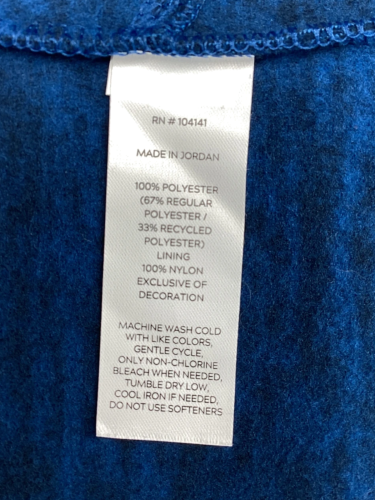 RN # 104141
MADE IN JORDAN
100% POLYESTER
(67% REGULAR
POLYESTER /
33% RECYCLED
POLYESTER)
LINING
100% NYLON
EXCLUSIVE OF
DECORATION
MACHINE WASH COLD
WITH LIKE COLORS,
GENTLE CYCLE,
ONLY NON-CHLORINE
BLEACH WHEN NEEDED,
TUMBLE DRY LOW,
COOL IRON IF NEEDED,
DO NOT USE SOFTENERS